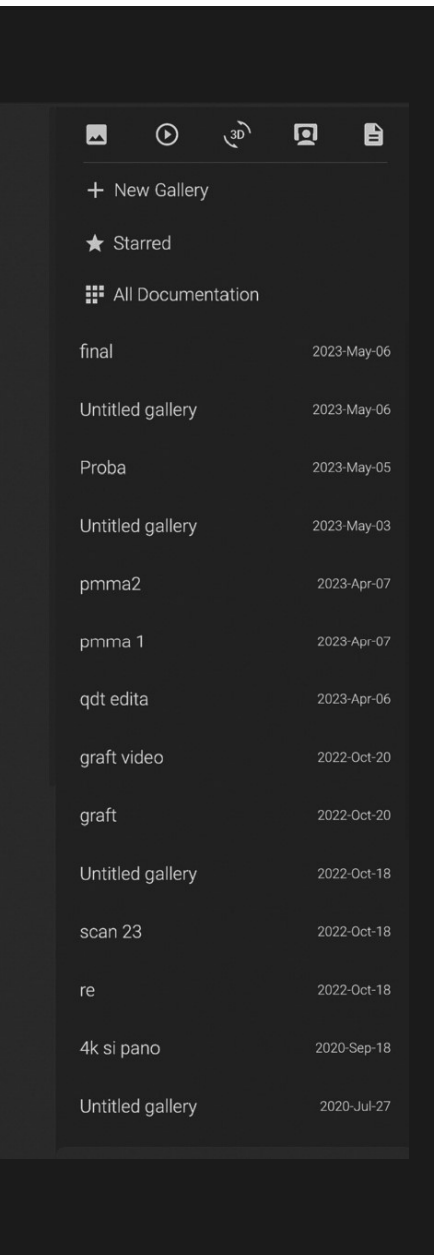 3D
New Gallery
Starred
All Documentation
final 2023-May-06
Untitled gallery 2023-May-06
Proba 2023-May-05
Untitled gallery 2023-May-03
pmma2 2023-Apr-07
pmma 1 2023-Apr-07
qdt edita 2023-Apr-06
graft video 2022-Oct-20
graft 2022-Oct-20
Untitled gallery 2022-Oct-18
scan 23 2022-Oct-18
re 2022-Oct-18
4k si pano 2020-Sep-18
Untitled gallery 2020-Jul-27